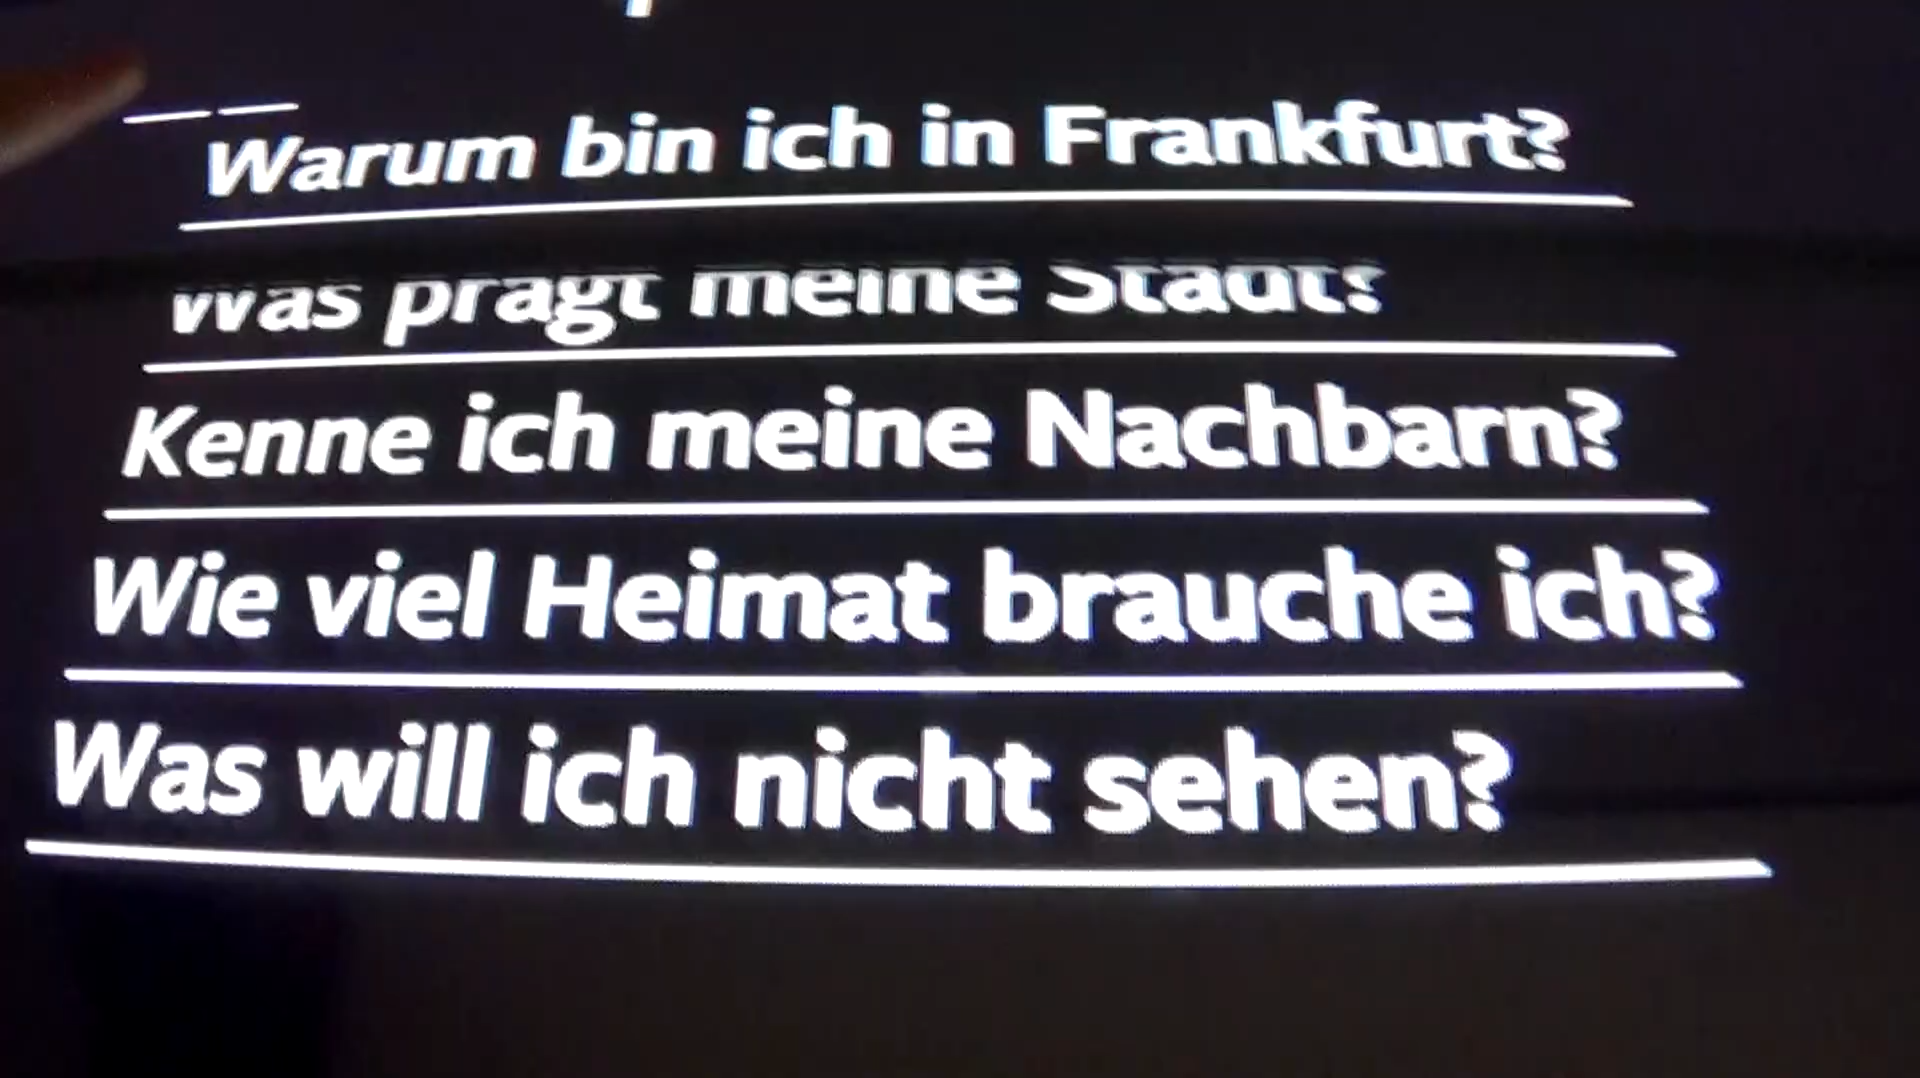 Warum bin ich in Frankfurt?
Was prägt meine Stadt?
Kenne ich meine Nachbarn?
Wie viel Heimat brauche ich?
Was will ich nicht sehen?